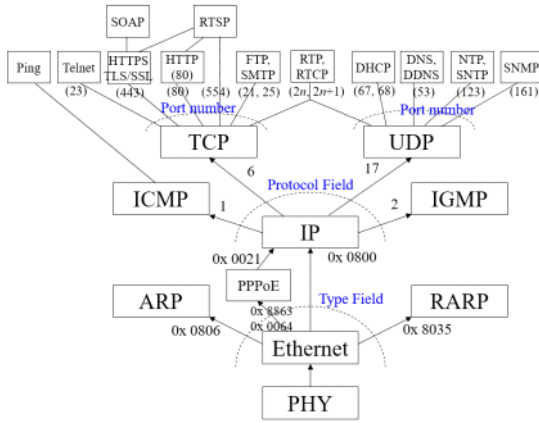 SOAP
RTSP
Ping
Telnet
HTTPS
TLS/SSL
HTTP
(80)
FTP,
SMTP
RTP,
RTCP
DHCP
DNS,
DDNS
NTP,
SNTP
SNMP
(23)
(443)
(80)
(554)
(21, 25)
(2n, 2n+1)
(67, 68)
(53)
(123)
(161)
Port number
Port number
TCP
UDP
6
17
Protocol Field
ICMP
1
2
IGMP
IP
0x 0021
0x 0800
PPPoE
Type Field
ARP
0x 8863
RARP
0x 0806
0x 0064
0x 8035
Ethernet
PHY